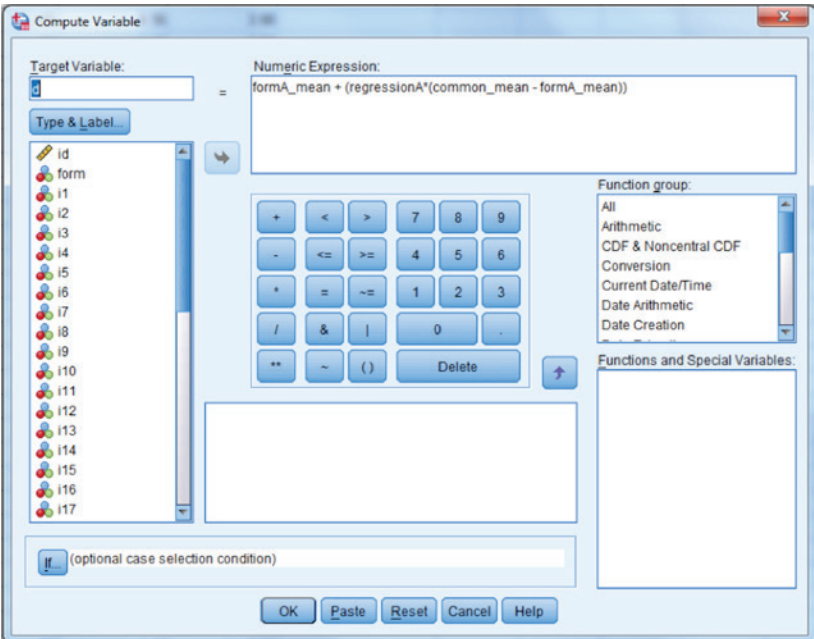 Compute Variable
Target Variable:
d
=
Numeric Expression:
formA_mean + (regressionA*(common_mean - formA_mean))
Type & Label...
id
form
i1
i2
i3
i4
i5
i6
i7
i8
i9
i10
i11
i12
i13
i14
i15
i16
i17
+ < > 7 8 9
- <= >= 4 5 6
* = ~= 1 2 3
/ & | 0 .
** ~ () Delete
Function group:
All
Arithmetic
CDF & Noncentral CDF
Conversion
Current Date/Time
Date Arithmetic
Date Creation
Functions and Special Variables:
If... (optional case selection condition)
OK Paste Reset Cancel Help